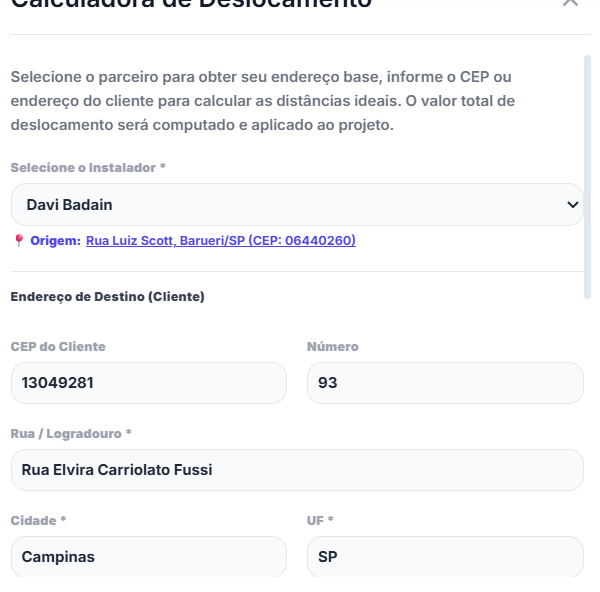 Calculadora de Deslocamento
Selecione o parceiro para obter seu endereço base, informe o CEP ou
endereço do cliente para calcular as distâncias ideais. O valor total de
deslocamento será computado e aplicado ao projeto.
Selecione o Instalador *
Davi Badain
Origem: Rua Luiz Scott, Barueri/SP (CEP: 06440260)
Endereço de Destino (Cliente)
CEP do Cliente
Número
13049281
93
Rua / Logradouro *
Rua Elvira Carriolato Fussi
Cidade *
UF *
Campinas
SP